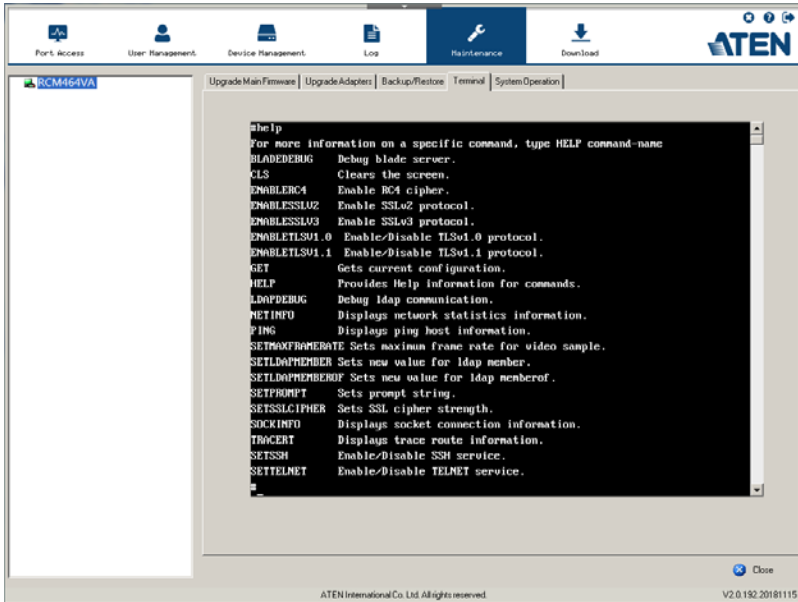 Port Access User Management Device Management Log Maintenance Download ATEN
RCM464VA
Upgrade Main Firmware Upgrade Adapters Backup/Restore Terminal System Operation
#help
For more information on a specific command, type HELP command-name
BLADEDEBUG Debug blade server.
CLS Clears the screen.
ENABLERC4 Enable RC4 cipher.
ENABLESSLV2 Enable SSLv2 protocol.
ENABLESSLV3 Enable SSLv3 protocol.
ENABLETLSV1.0 Enable/Disable TLSv1.0 protocol.
ENABLETLSV1.1 Enable/Disable TLSv1.1 protocol.
GET Gets current configuration.
HELP Provides Help information for commands.
LDAPDEBUG Debug ldap communication.
NETINFO Displays network statistics information.
PING Displays ping host information.
SETMAXFRAMERATE Sets maximum frame rate for video sample.
SETLDAPMEMBER Sets new value for ldap member.
SETLDAPMEMBEROF Sets new value for ldap memberof.
SETPROMPT Sets prompt string.
SETSSLCIPHER Sets SSL cipher strength.
SOCKINFO Displays socket connection information.
TRACERT Displays trace route information.
SETSSH Enable/Disable SSH service.
SETTELNET Enable/Disable TELNET service.
#_
Close
ATEN International Co. Ltd. All rights reserved. V2.0.192.20181115